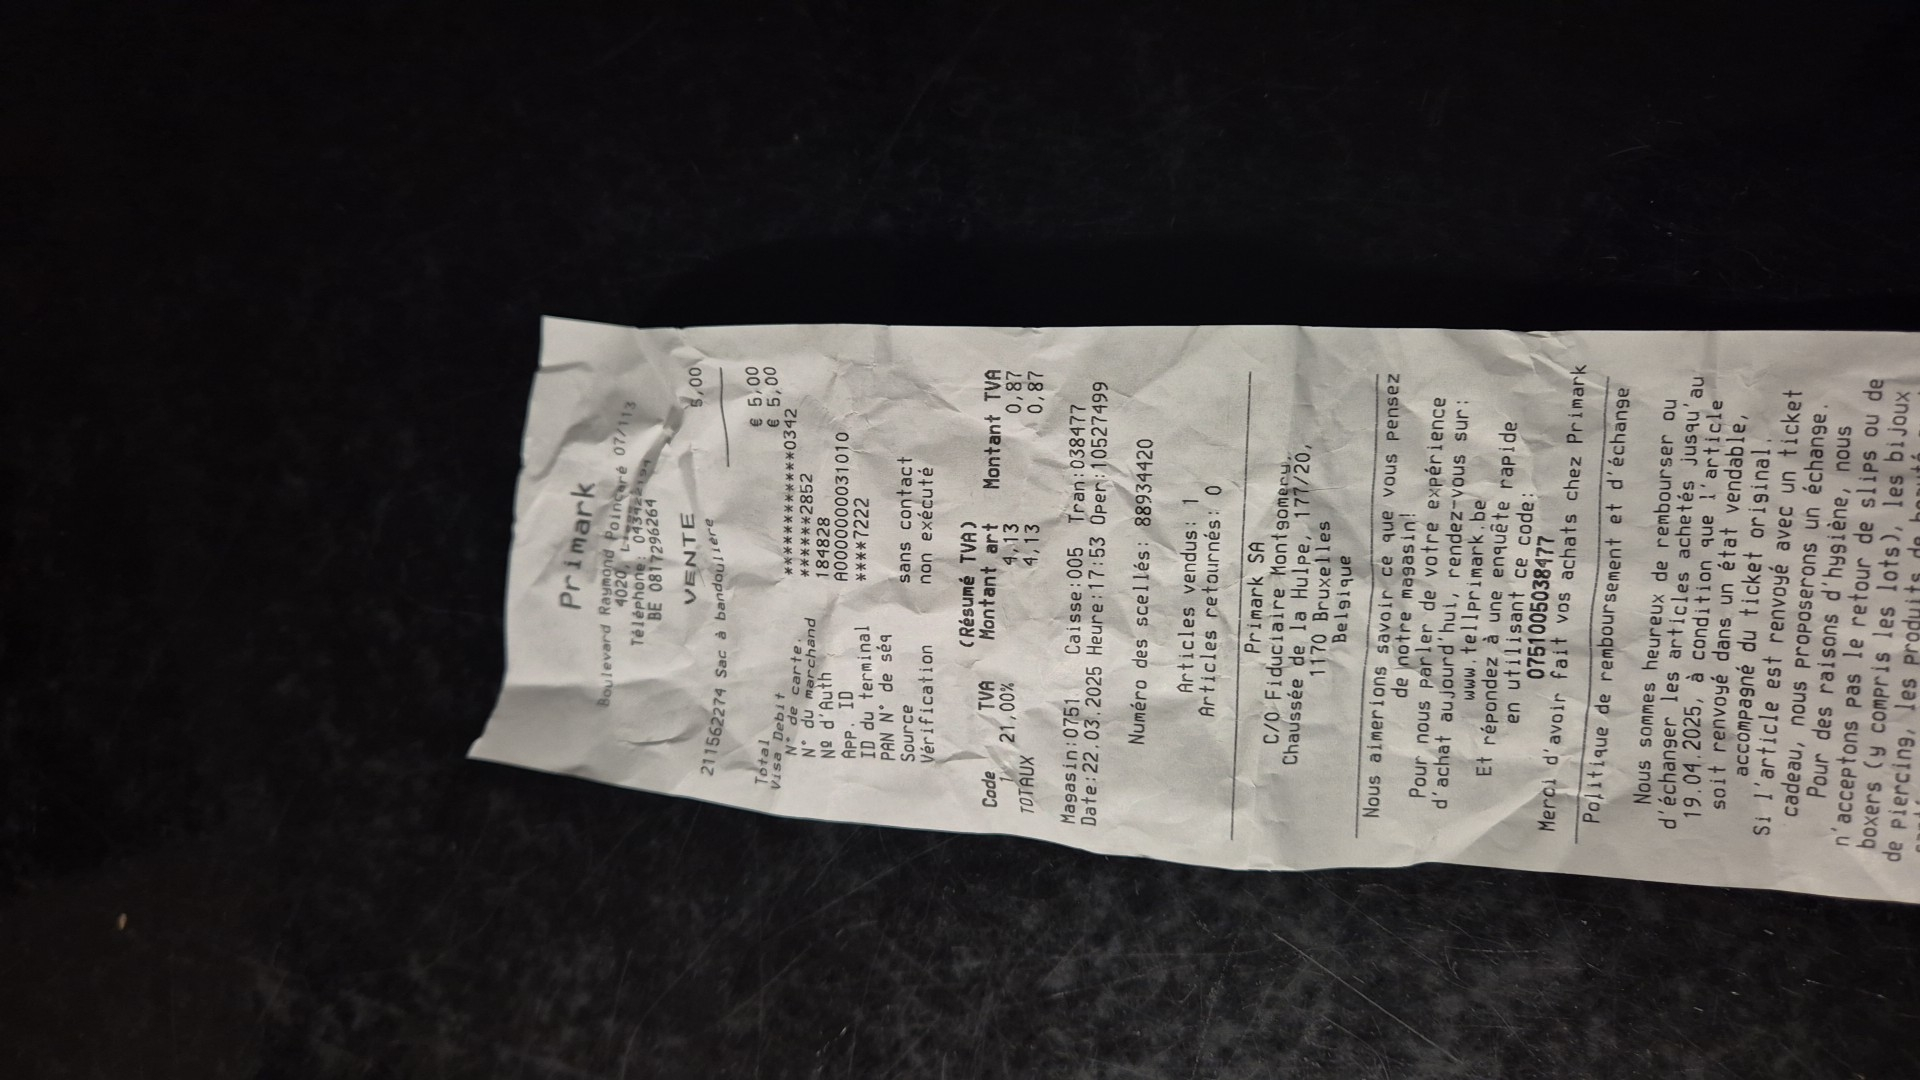 Primark
Boulevard Raymond Poincaré 07/13
4020,
Téléphone:
BE 0817296264
VENTE
211562274 Sac à bandoulière 5,00
Total € 5,00
Visa Debit € 5,00
N° de carte. ************0342
N° du marchand ******2852
Nº d'Auth 184828
APP. ID A0000000031010
ID du terminal ****7222
PAN N° de séq
Source sans contact
Vérification non exécuté
(Résumé TVA)
Code TVA Montant art Montant TVA
1 21,00% 4,13 0,87
TOTAUX 4,13 0,87
Magasin:0751 Caisse:005 Tran:038477
Date:22.03.2025 Heure:17:53 Oper:10527499
Numéro des scellés: 88934420
Articles vendus: 1
Articles retournés: 0
Primark SA
C/O Fiduciaire Montgomery,
Chaussée de la Hulpe, 177/20,
1170 Bruxelles
Belgique
Nous aimerions savoir ce que vous pensez
de notre magasin!
Pour nous parler de votre expérience
d'achat aujourd'hui, rendez-vous sur:
www.tellprimark.be
Et répondez à une enquête rapide
en utilisant ce code:
0751005038477
Merci d'avoir fait vos achats chez Primark
Politique de remboursement et d'échange
Nous sommes heureux de rembourser ou
d'échanger les articles achetés jusqu'au
19.04.2025, à condition que l'article
soit renvoyé dans un état vendable,
accompagné du ticket original.
Si l'article est renvoyé avec un ticket
cadeau, nous proposerons un échange.
Pour des raisons d'hygiène, nous
n'acceptons pas le retour de slips ou de
boxers (y compris les lots), les bijoux
de piercing, les produits de beauté